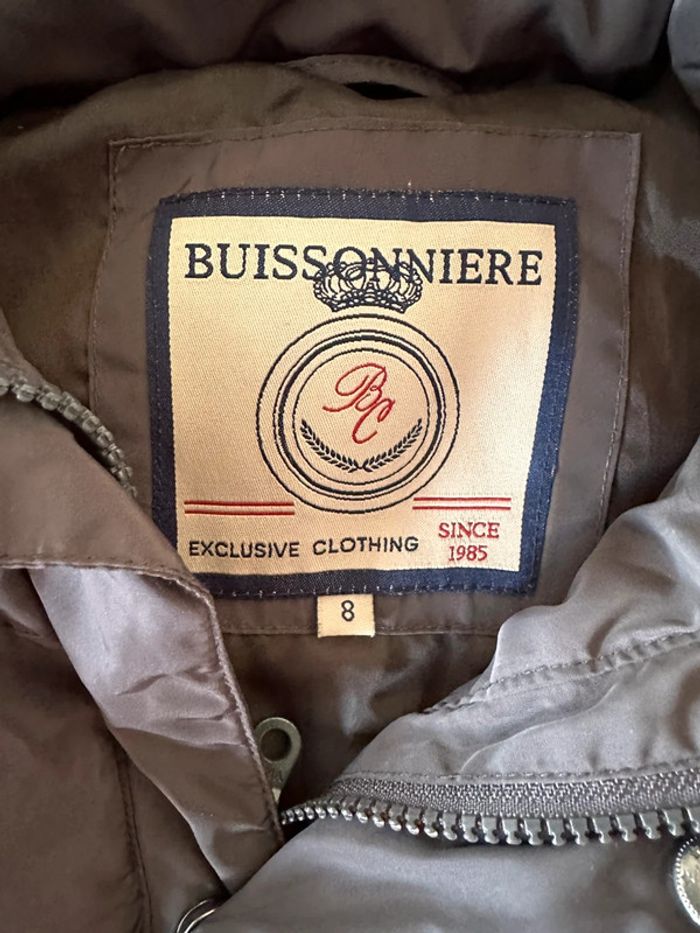 BUISSONNIERE
BC
EXCLUSIVE CLOTHING
SINCE
1985
8